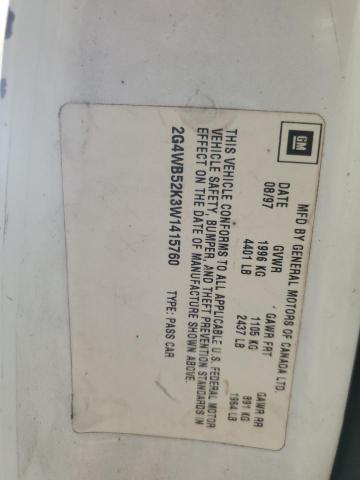 GM
MFD BY GENERAL MOTORS OF CANADA LTD.
DATE GVWR GAWR FRT GAWR RR
08/97 1996 KG 1105 KG 891 KG
4401 LB 2437 LB 1964 LB
THIS VEHICLE CONFORMS TO ALL APPLICABLE U.S. FEDERAL MOTOR
VEHICLE SAFETY, BUMPER, AND THEFT PREVENTION STANDARDS IN
EFFECT ON THE DATE OF MANUFACTURE SHOWN ABOVE.
2G4WB52K3W1415760 TYPE: PASS CAR